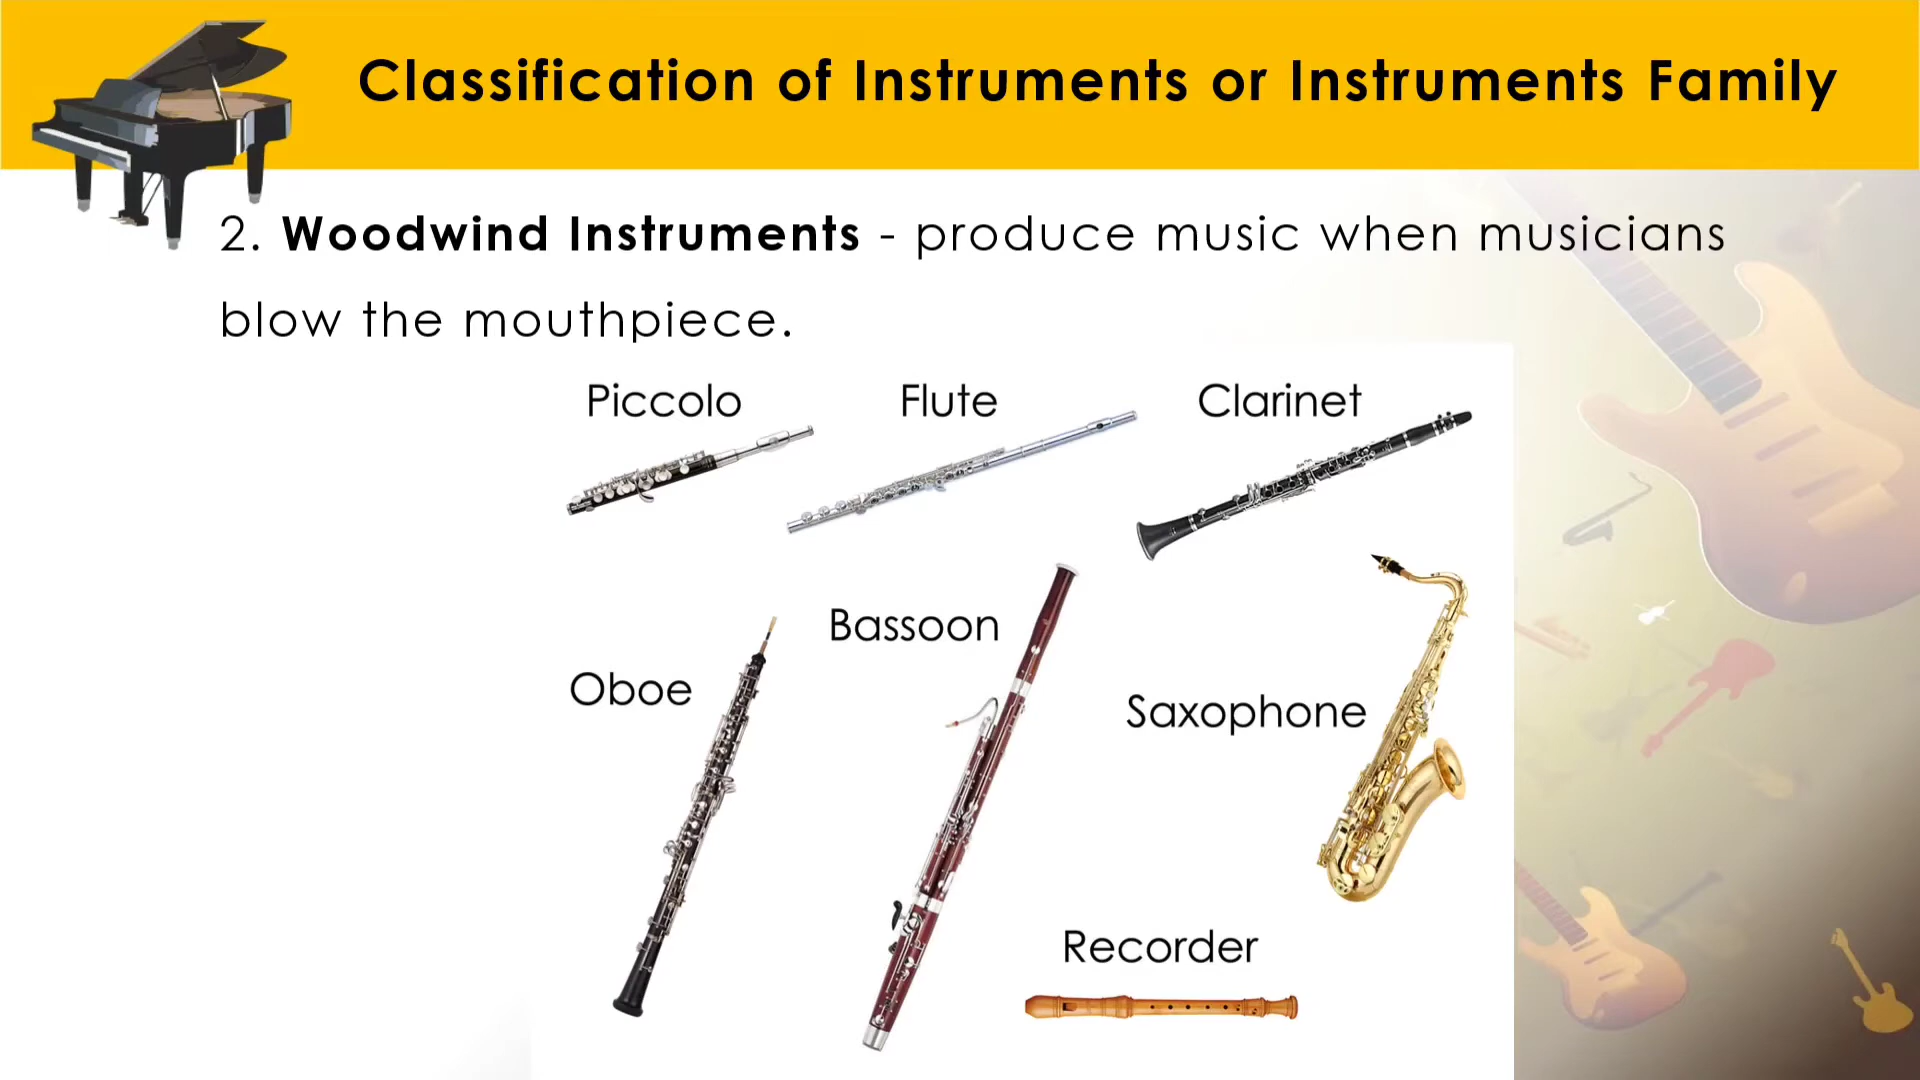 Classification of Instruments or Instruments Family
2. Woodwind Instruments - produce music when musicians
blow the mouthpiece.
Piccolo
Flute
Clarinet
Bassoon
Oboe
Saxophone
Recorder